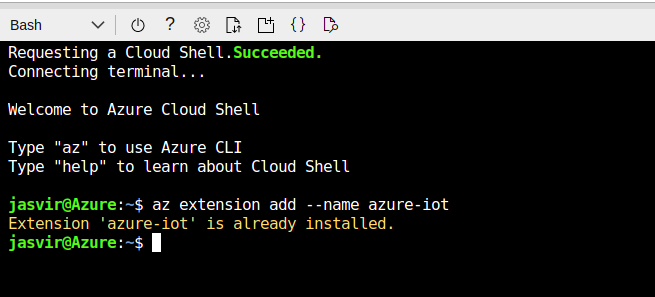 Bash
Requesting a Cloud Shell.Succeeded.
Connecting terminal...
Welcome to Azure Cloud Shell
Type "az" to use Azure CLI
Type "help" to learn about Cloud Shell
jasvir@Azure:~$ az extension add --name azure-iot
Extension 'azure-iot' is already installed.
jasvir@Azure:~$